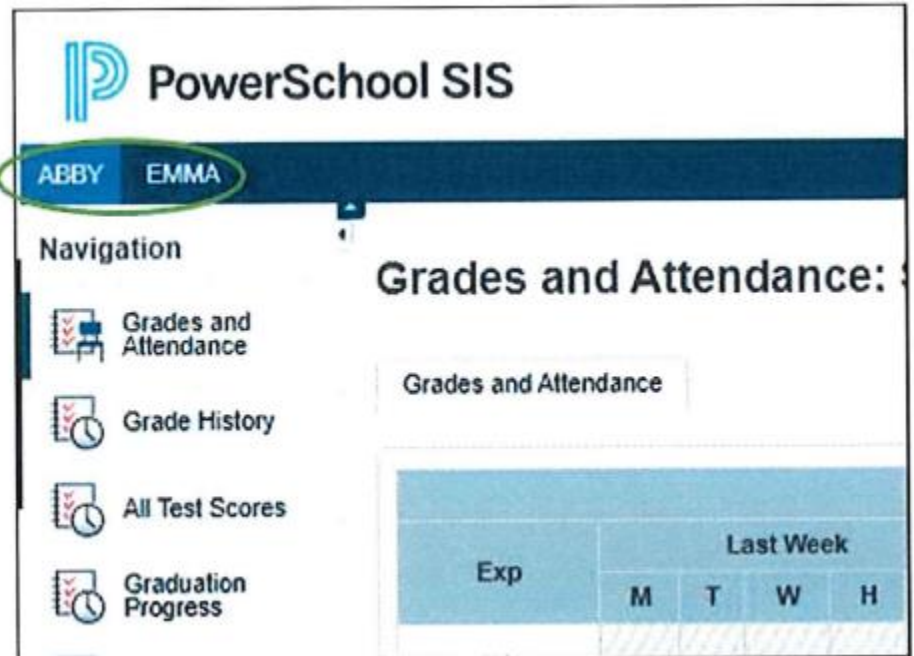 PowerSchool SIS
ABBY EMMA
Navigation
Grades and
Attendance
Grade History
All Test Scores
Graduation
Progress
Grades and Attendance:
Grades and Attendance
Exp
Last Week
M T W H